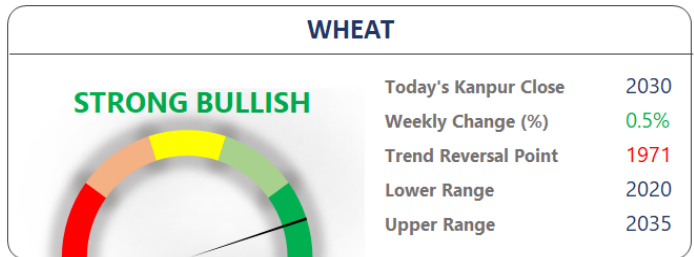 WHEAT
STRONG BULLISH
Today's Kanpur Close 2030
Weekly Change (%) 0.5%
Trend Reversal Point 1971
Lower Range 2020
Upper Range 2035